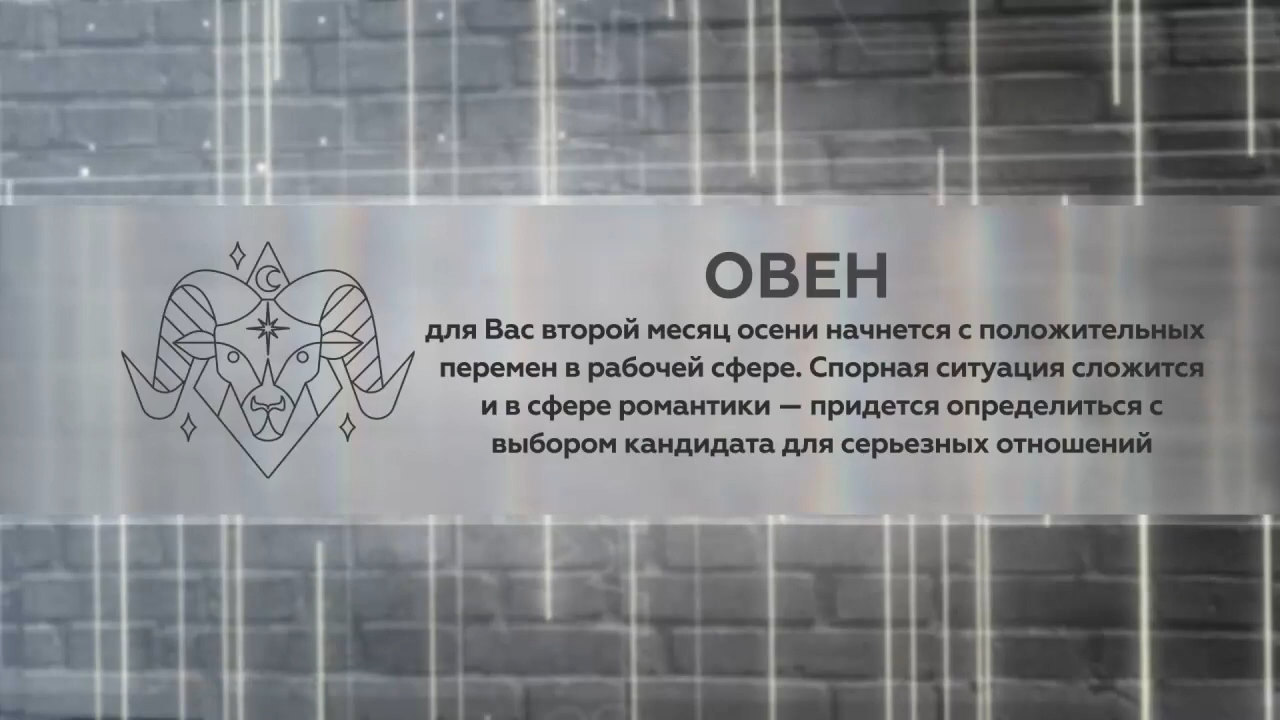 ОВЕН
для Вас второй месяц осени начнется с положительных
перемен в рабочей сфере. Спорная ситуация сложится
и в сфере романтики — придется определиться с
выбором кандидата для серьезных отношений